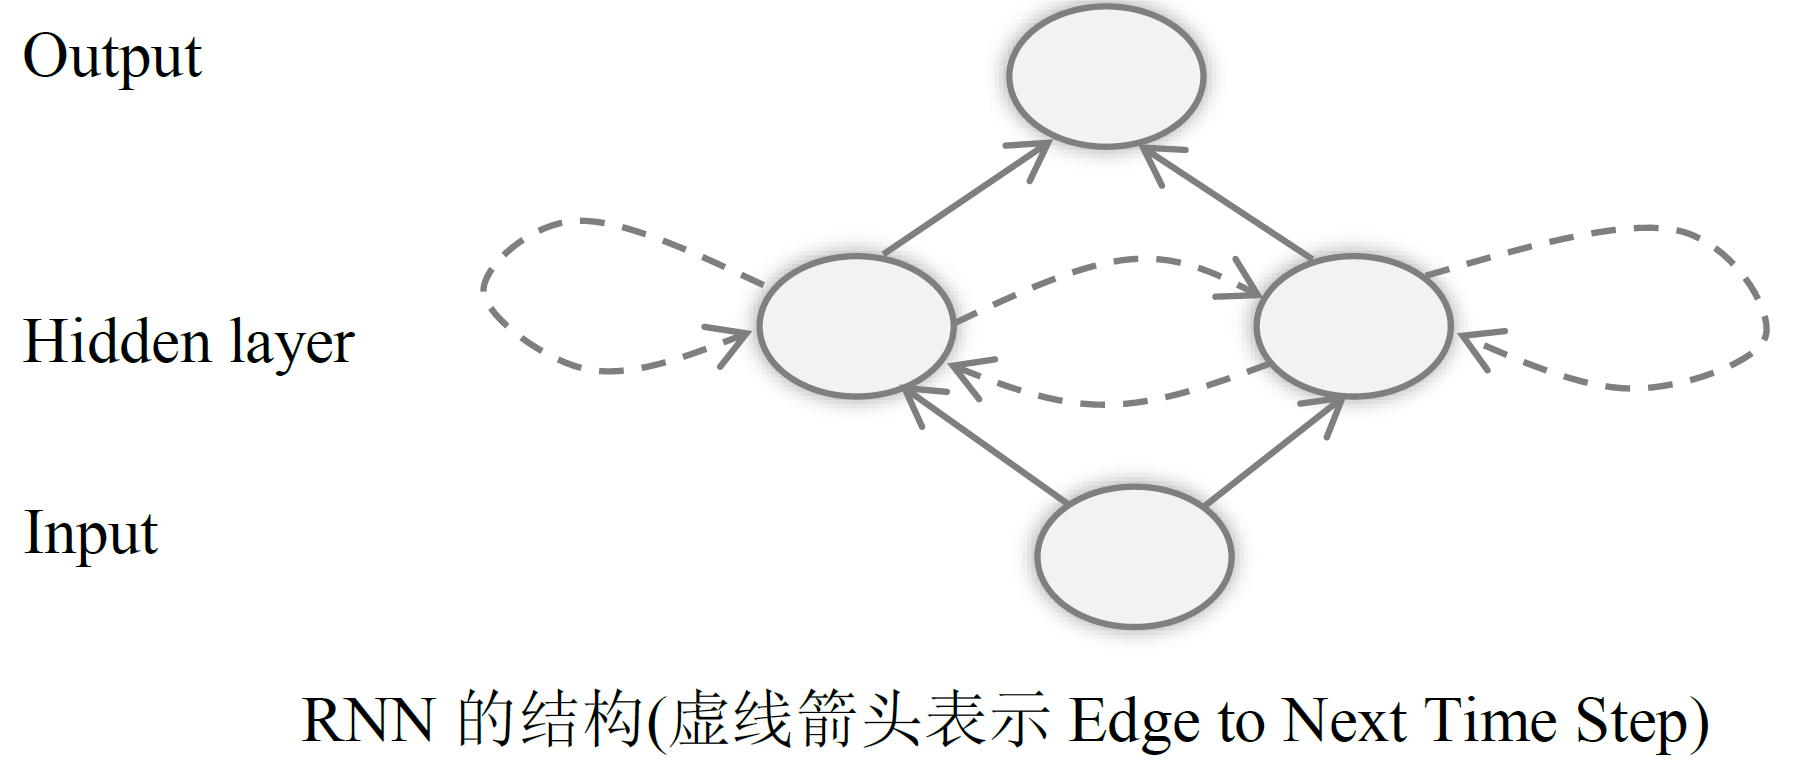 Output
Hidden layer
Input
RNN 的结构(虚线箭头表示 Edge to Next Time Step)